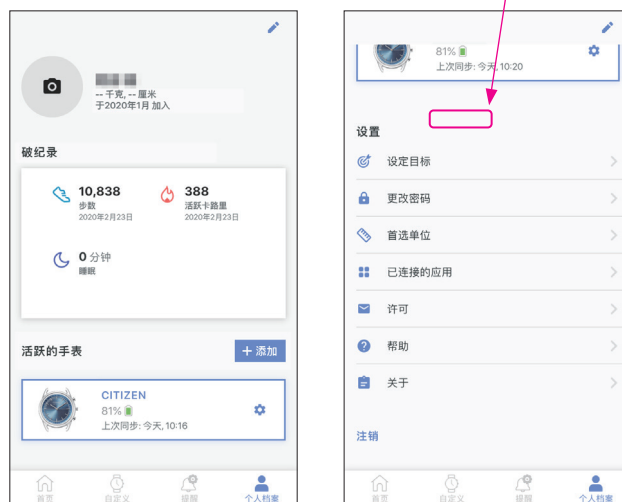 -- 千克, -- 厘米
于2020年1月 加入
破纪录
10,838
步数
2020年2月23日
388
活跃卡路里
2020年2月23日
0 分钟
睡眠
活跃的手表
+ 添加
CITIZEN
81%
上次同步: 今天, 10:16
首页
自定义
提醒
个人档案
81%
上次同步: 今天, 10:20
设置
设定目标
更改密码
首选单位
已连接的应用
许可
帮助
关于
注销
首页
自定义
提醒
个人档案